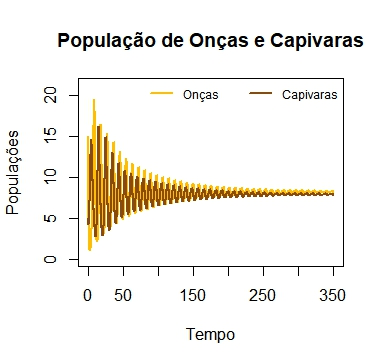 População de Onças e Capivaras
Onças Capivaras
Populações
20
15
10
5
0
0 50 150 250 350
Tempo